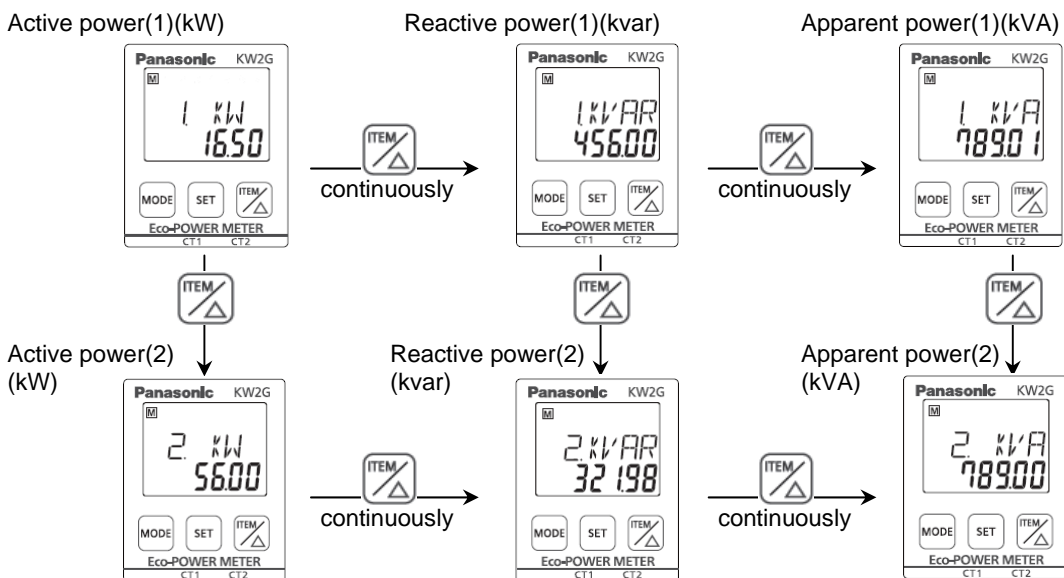 Active power(1)(kW)
Reactive power(1)(kvar)
Apparent power(1)(kVA)
Panasonic KW2G
M
1. KW
16.50
MODE SET ITEM
Eco-POWER METER
CT1 CT2
ITEM
continuously
Panasonic KW2G
M
1.KVAR
456.00
MODE SET ITEM
Eco-POWER METER
CT1 CT2
ITEM
continuously
Panasonic KW2G
M
1. KVA
789.01
MODE SET ITEM
Eco-POWER METER
CT1 CT2
ITEM
ITEM
ITEM
Active power(2)
(kW)
Reactive power(2)
(kvar)
Apparent power(2)
(kVA)
Panasonic KW2G
M
2. KW
56.00
MODE SET ITEM
Eco-POWER METER
CT1 CT2
ITEM
continuously
Panasonic KW2G
M
2.KVAR
321.98
MODE SET ITEM
Eco-POWER METER
CT1 CT2
ITEM
continuously
Panasonic KW2G
M
2. KVA
789.00
MODE SET ITEM
Eco-POWER METER
CT1 CT2